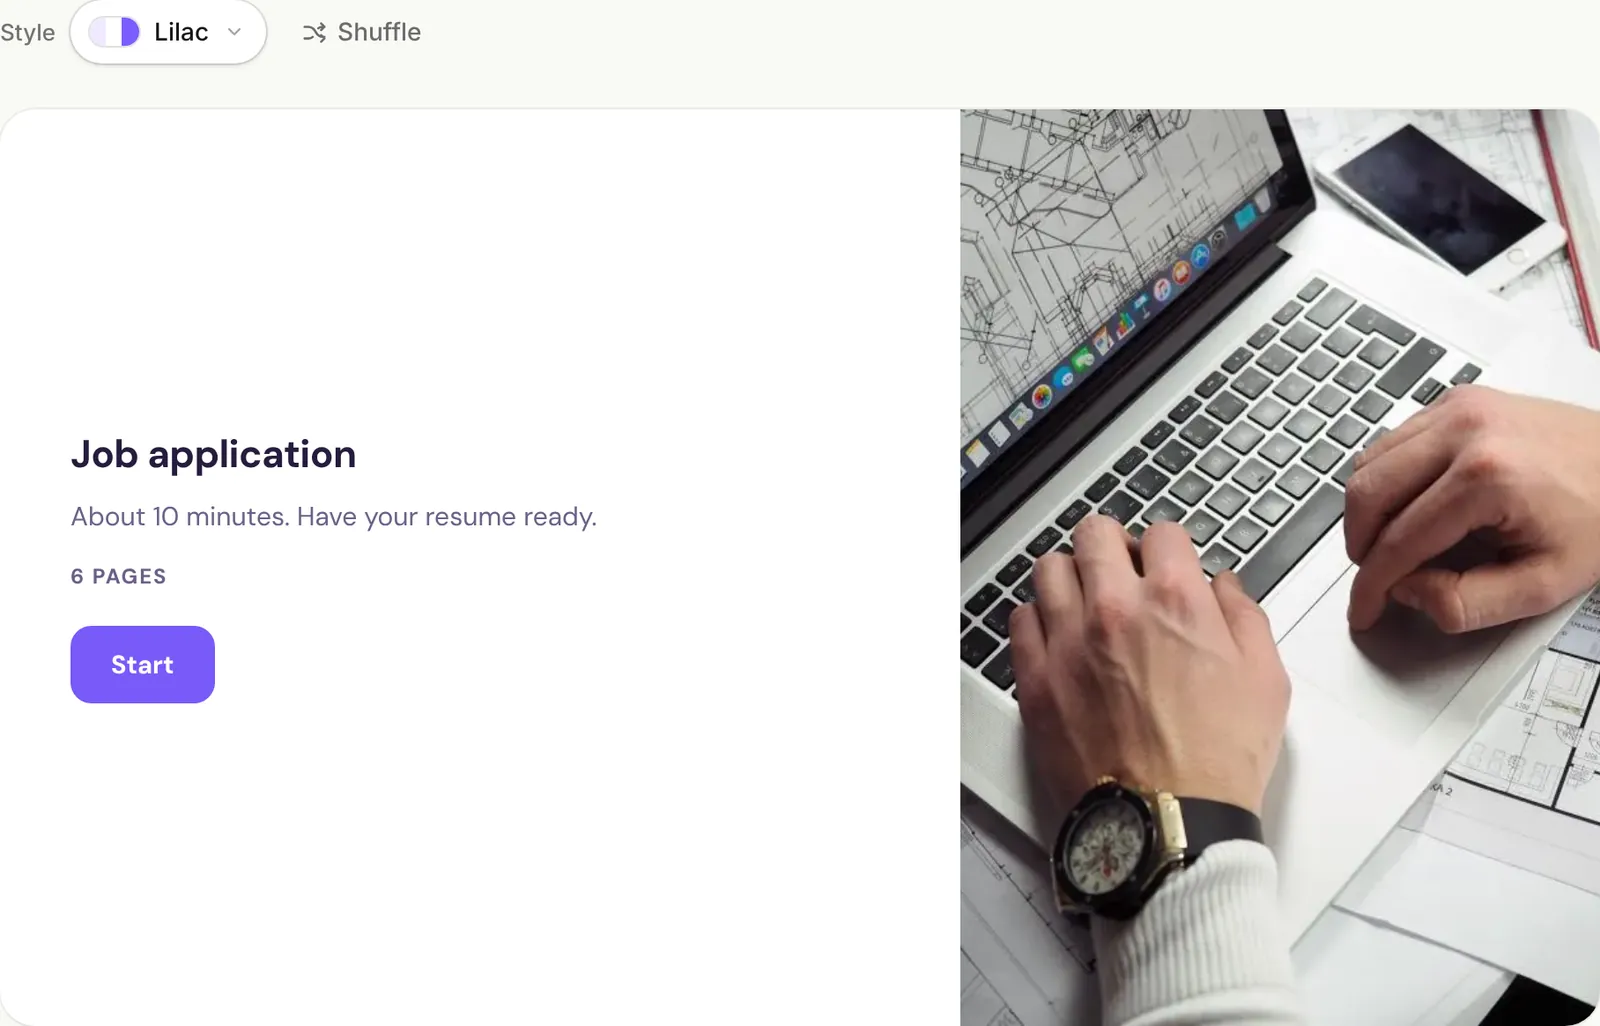 Style
Lilac
Shuffle
Job application
About 10 minutes. Have your resume ready.
6 PAGES
Start